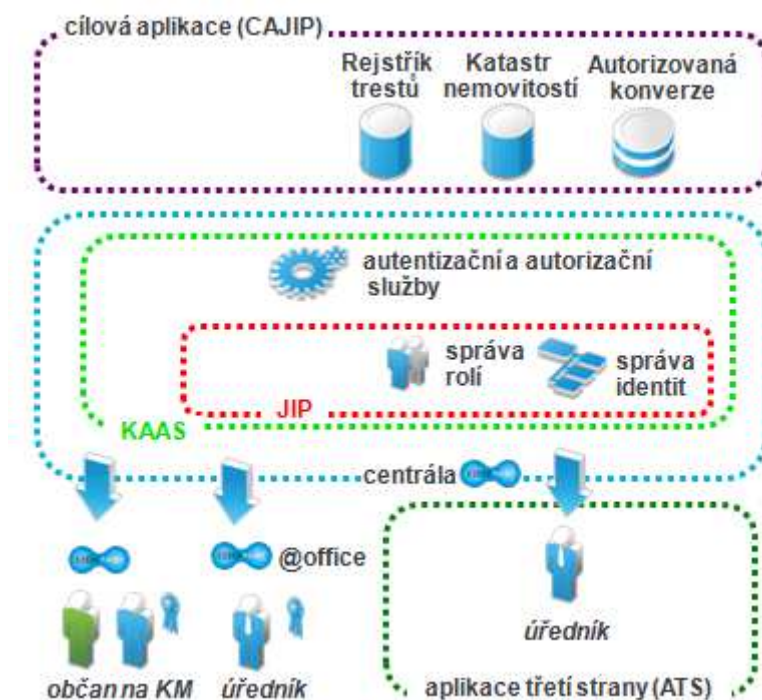 cílová aplikace (CAJIP)
Rejstřík
trestů
Katastr
nemovitostí
Autorizovaná
konverze
autentizační a autorizační
služby
správa
rolí
správa
identit
JIP
KAAS
centrála
@office
úředník
občan na KM
úředník
aplikace třetí strany (ATS)